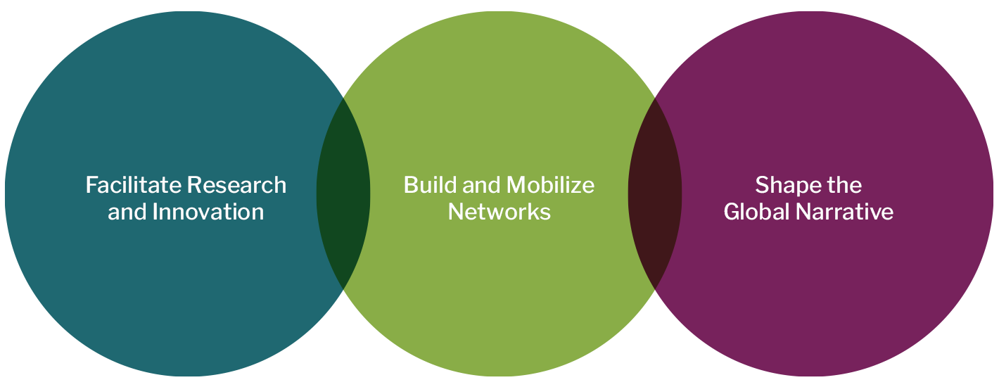 Facilitate Research
and Innovation
Build and Mobilize
Networks
Shape the
Global Narrative